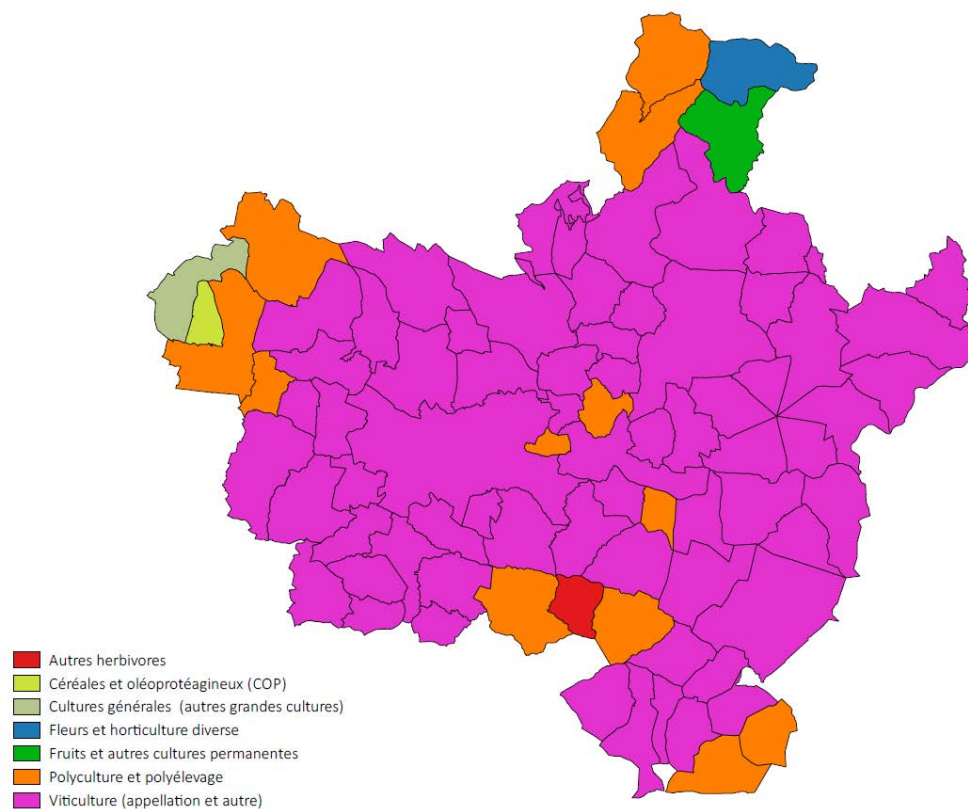 Autres herbivores
Céréales et oléoprotéagineux (COP)
Cultures générales (autres grandes cultures)
Fleurs et horticulture diverse
Fruits et autres cultures permanentes
Polyculture et polyélevage
Viticulture (appellation et autre)